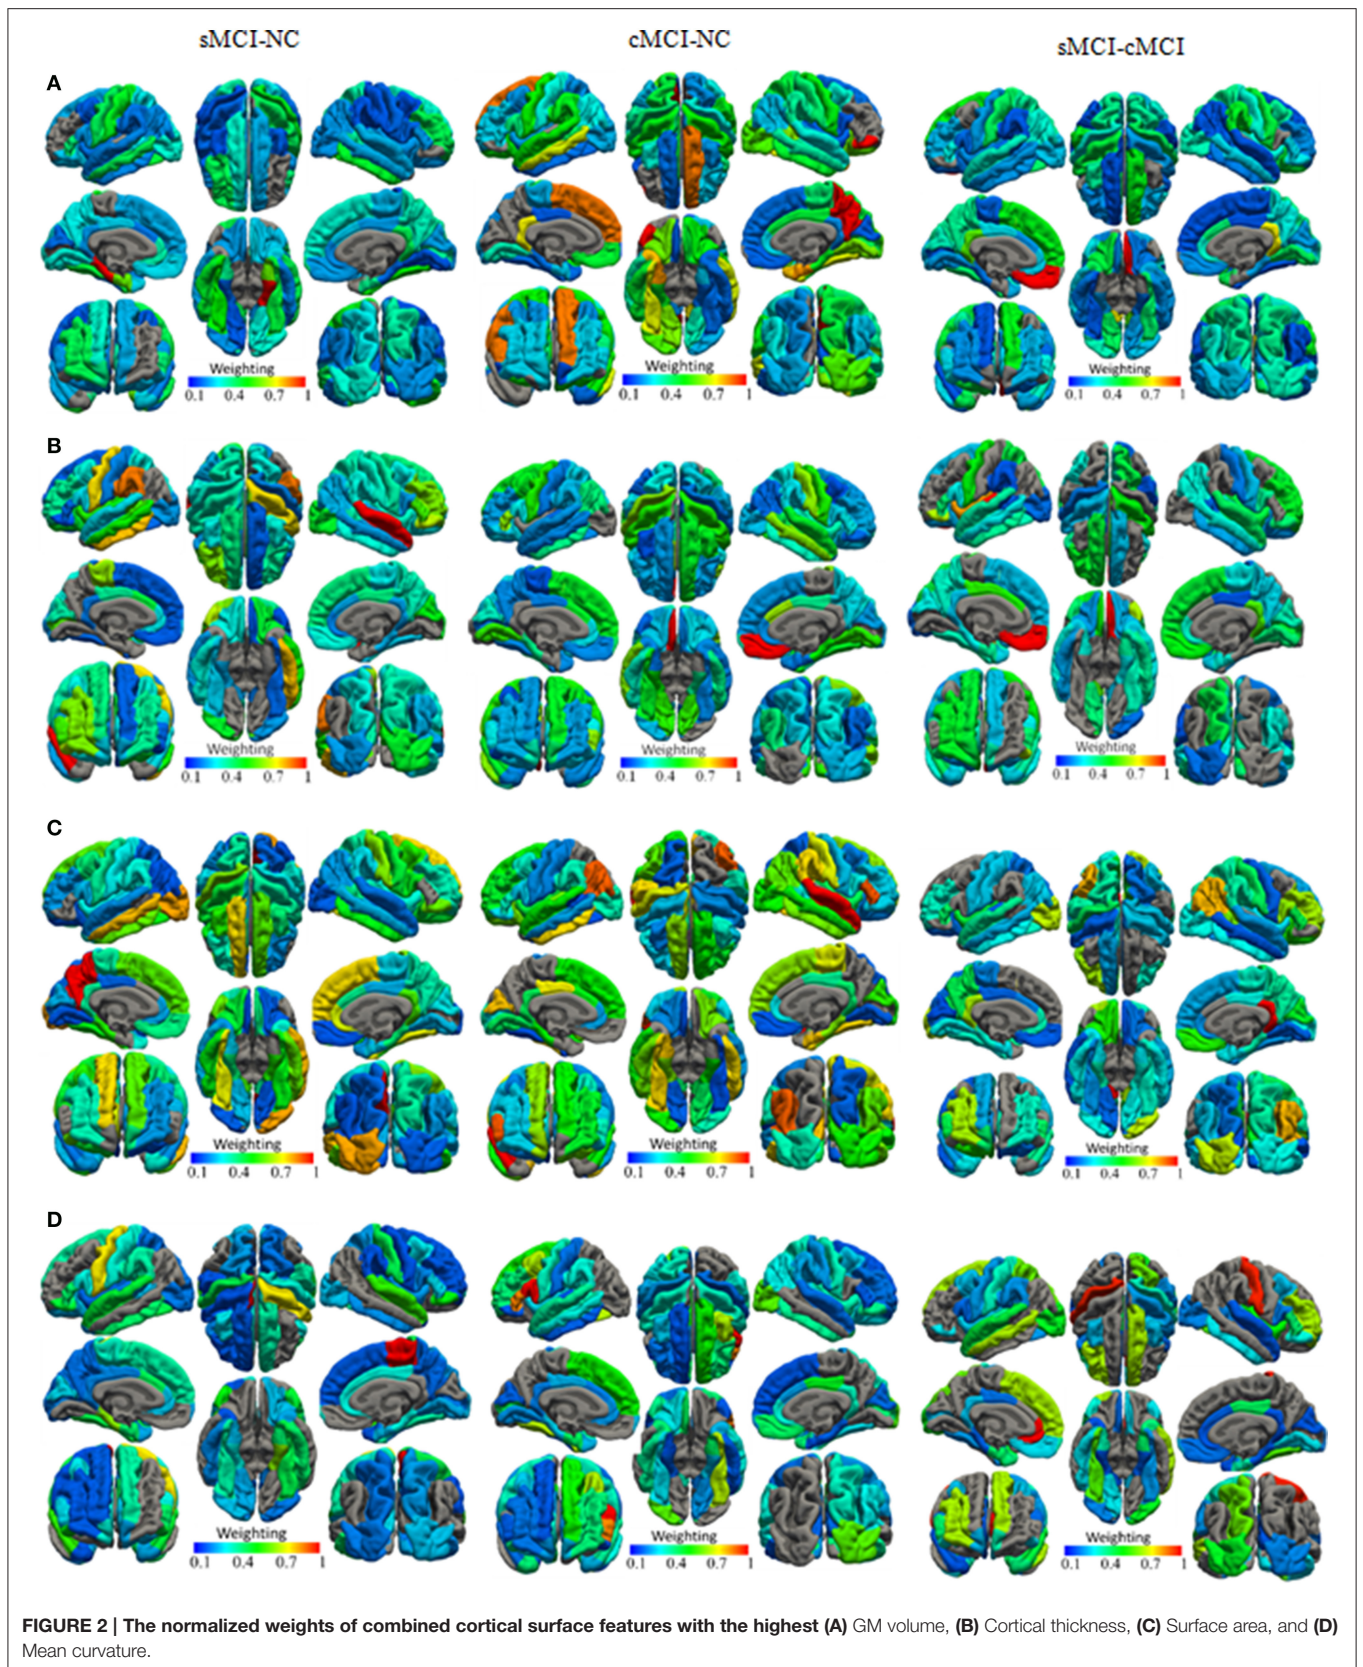 sMCI-NC
cMCI-NC
sMCI-cMCI
A
Weighting
0.1 0.4 0.7 1
Weighting
0.1 0.4 0.7 1
Weighting
0.1 0.4 0.7 1
B
Weighting
0.1 0.4 0.7 1
Weighting
0.1 0.4 0.7 1
Weighting
0.1 0.4 0.7 1
C
Weighting
0.1 0.4 0.7 1
Weighting
0.1 0.4 0.7 1
Weighting
0.1 0.4 0.7 1
D
Weighting
0.1 0.4 0.7 1
Weighting
0.1 0.4 0.7 1
Weighting
0.1 0.4 0.7 1
FIGURE 2 | The normalized weights of combined cortical surface features with the highest (A) GM volume, (B) Cortical thickness, (C) Surface area, and (D)
Mean curvature.